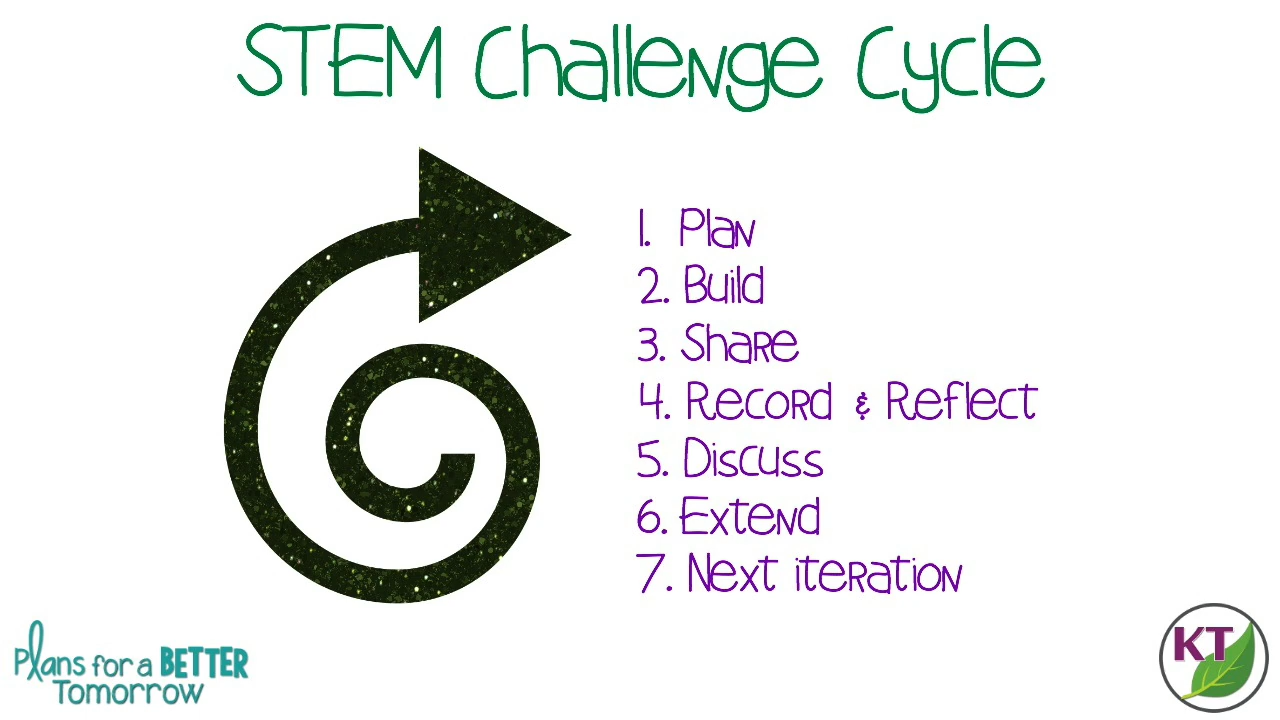 STEM Challenge Cycle
1. Plan
2. Build
3. Share
4. Record & Reflect
5. Discuss
6. Extend
7. Next iteration
Plans for a BETTER
Tomorrow
KT